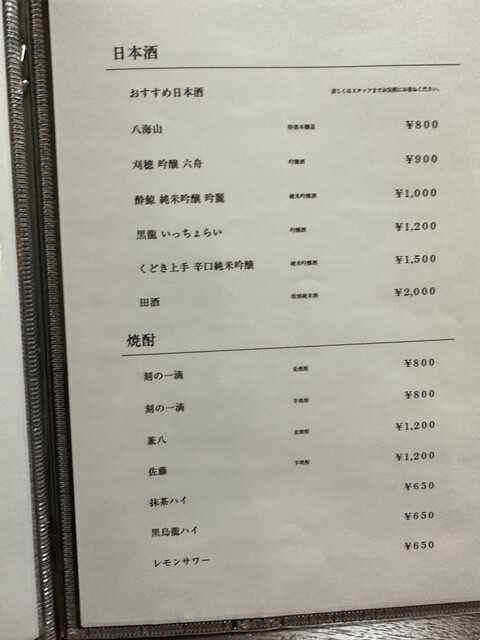 日本酒
おすすめ日本酒 詳しくはスタッフまでお気軽にお尋ねください。
八海山 特別本醸造 ¥800
刈穂 吟醸 六舟 吟醸酒 ¥900
酔鯨 純米吟醸 吟麗 純米吟醸酒 ¥1,000
黒龍 いっちょらい 吟醸酒 ¥1,200
くどき上手 辛口純米吟醸 純米吟醸酒 ¥1,500
田酒 特別純米酒 ¥2,000
焼酎
刻の一滴 麦焼酎 ¥800
刻の一滴 芋焼酎 ¥800
兼八 麦焼酎 ¥1,200
佐藤 芋焼酎 ¥1,200
抹茶ハイ ¥650
黒烏龍ハイ ¥650
レモンサワー ¥650